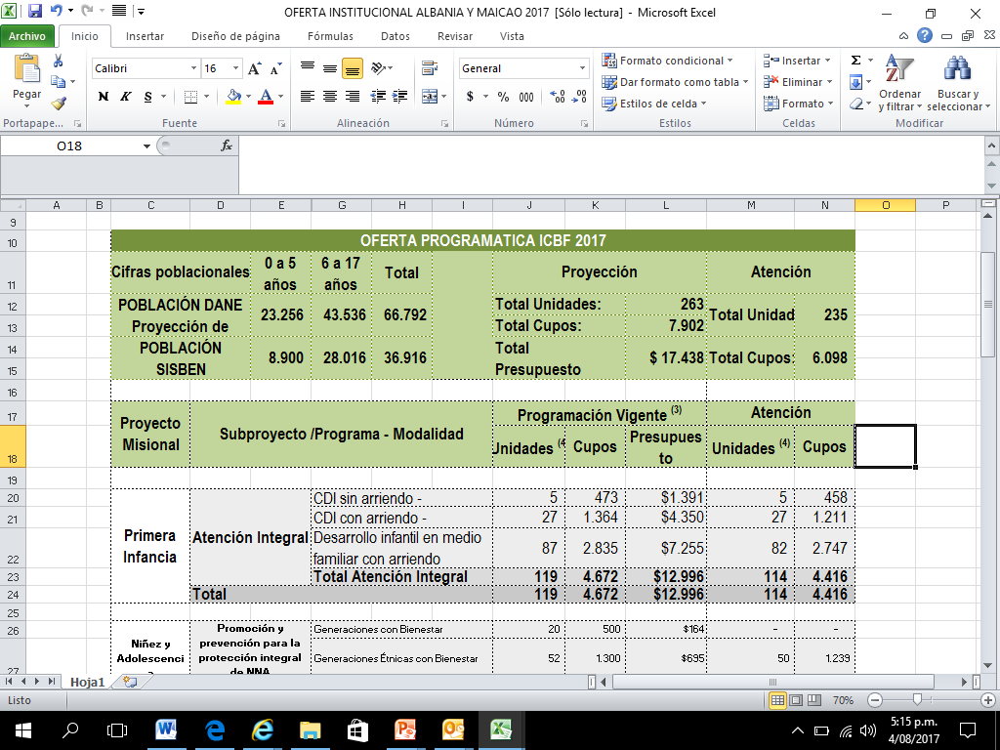 OFERTA INSTITUCIONAL ALBANIA Y MAICAO 2017 [Sólo lectura] - Microsoft Excel
Archivo Inicio Insertar Diseño de página Fórmulas Datos Revisar Vista
Pegar
Calibri 16 A A
N K S
General
$ % 000
Formato condicional
Dar formato como tabla
Estilos de celda
Insertar
Eliminar
Formato
Σ
Ordenar y filtrar
Buscar y seleccionar
Portapape... Fuente Alineación Número Estilos Celdas Modificar
O18 fx
A B C D E G H I J K L M N O P
9
10 OFERTA PROGRAMATICA ICBF 2017
11 Cifras poblacionales 0 a 5 años 6 a 17 años Total Proyección Atención
12 POBLACIÓN DANE 23.256 43.536 66.792 Total Unidades: 263 Total Unidad 235
13 Proyección de Total Cupos: 7.902
14 POBLACIÓN 8.900 28.016 36.916 Total $ 17.438 Total Cupos: 6.098
15 SISBEN Presupuesto
16
17 Proyecto Misional Subproyecto /Programa - Modalidad Programación Vigente (3) Atención
18 Unidades (4 Cupos Presupuesto Unidades (4) Cupos
19
20 CDI sin arriendo - 5 473 $1.391 5 458
21 CDI con arriendo - 27 1.364 $4.350 27 1.211
Primera Infancia Atención Integral
22 Desarrollo infantil en medio familiar con arriendo 87 2.835 $7.255 82 2.747
23 Total Atención Integral 119 4.672 $12.996 114 4.416
24 Total 119 4.672 $12.996 114 4.416
25
26 Promoción y Generaciones con Bienestar 20 500 $164 - -
Niñez y Adolescenci prevención para la protección integral de NNA
27 Generaciones Étnicas con Bienestar 52 1.300 $695 50 1.239
Hoja1
Listo 70%
5:15 p.m.
4/08/2017